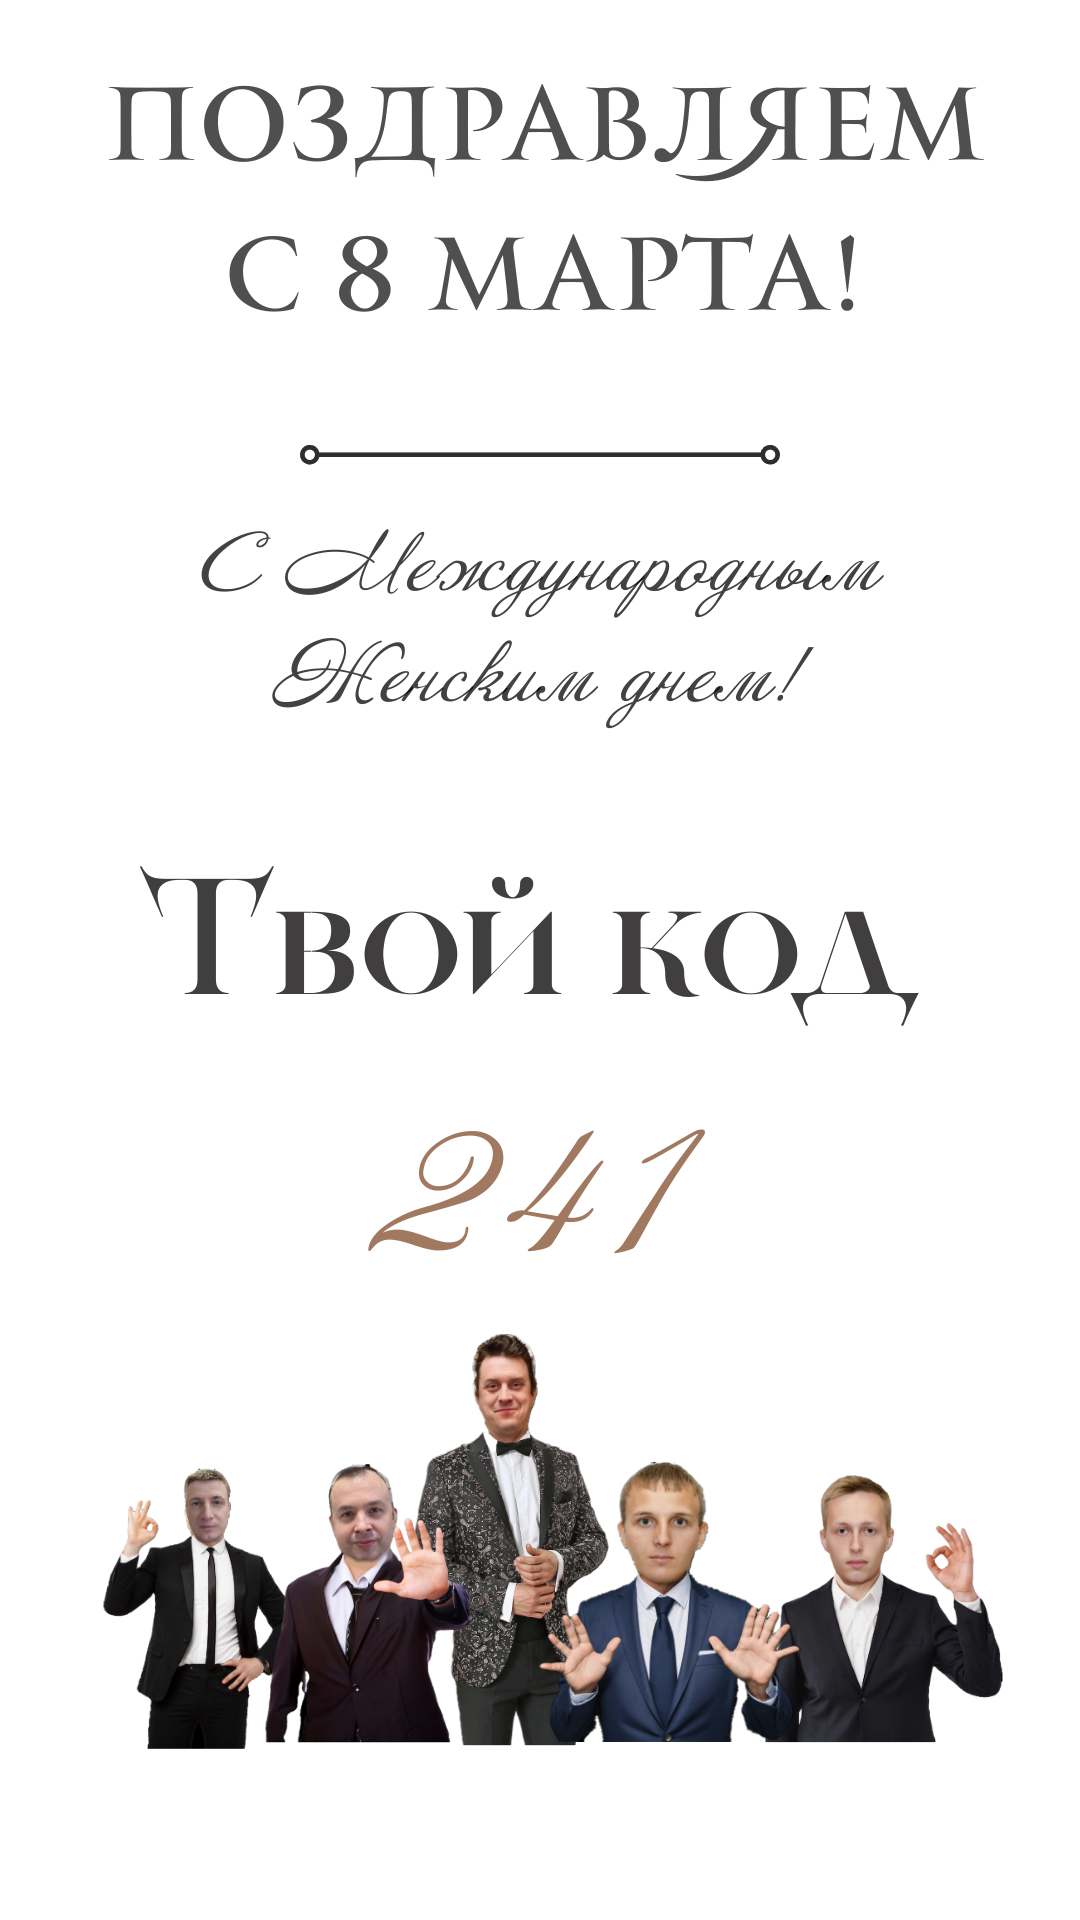 ПОЗДРАВЛЯЕМ
С 8 МАРТА!
С Международным
Женским днем!
Твой код
241